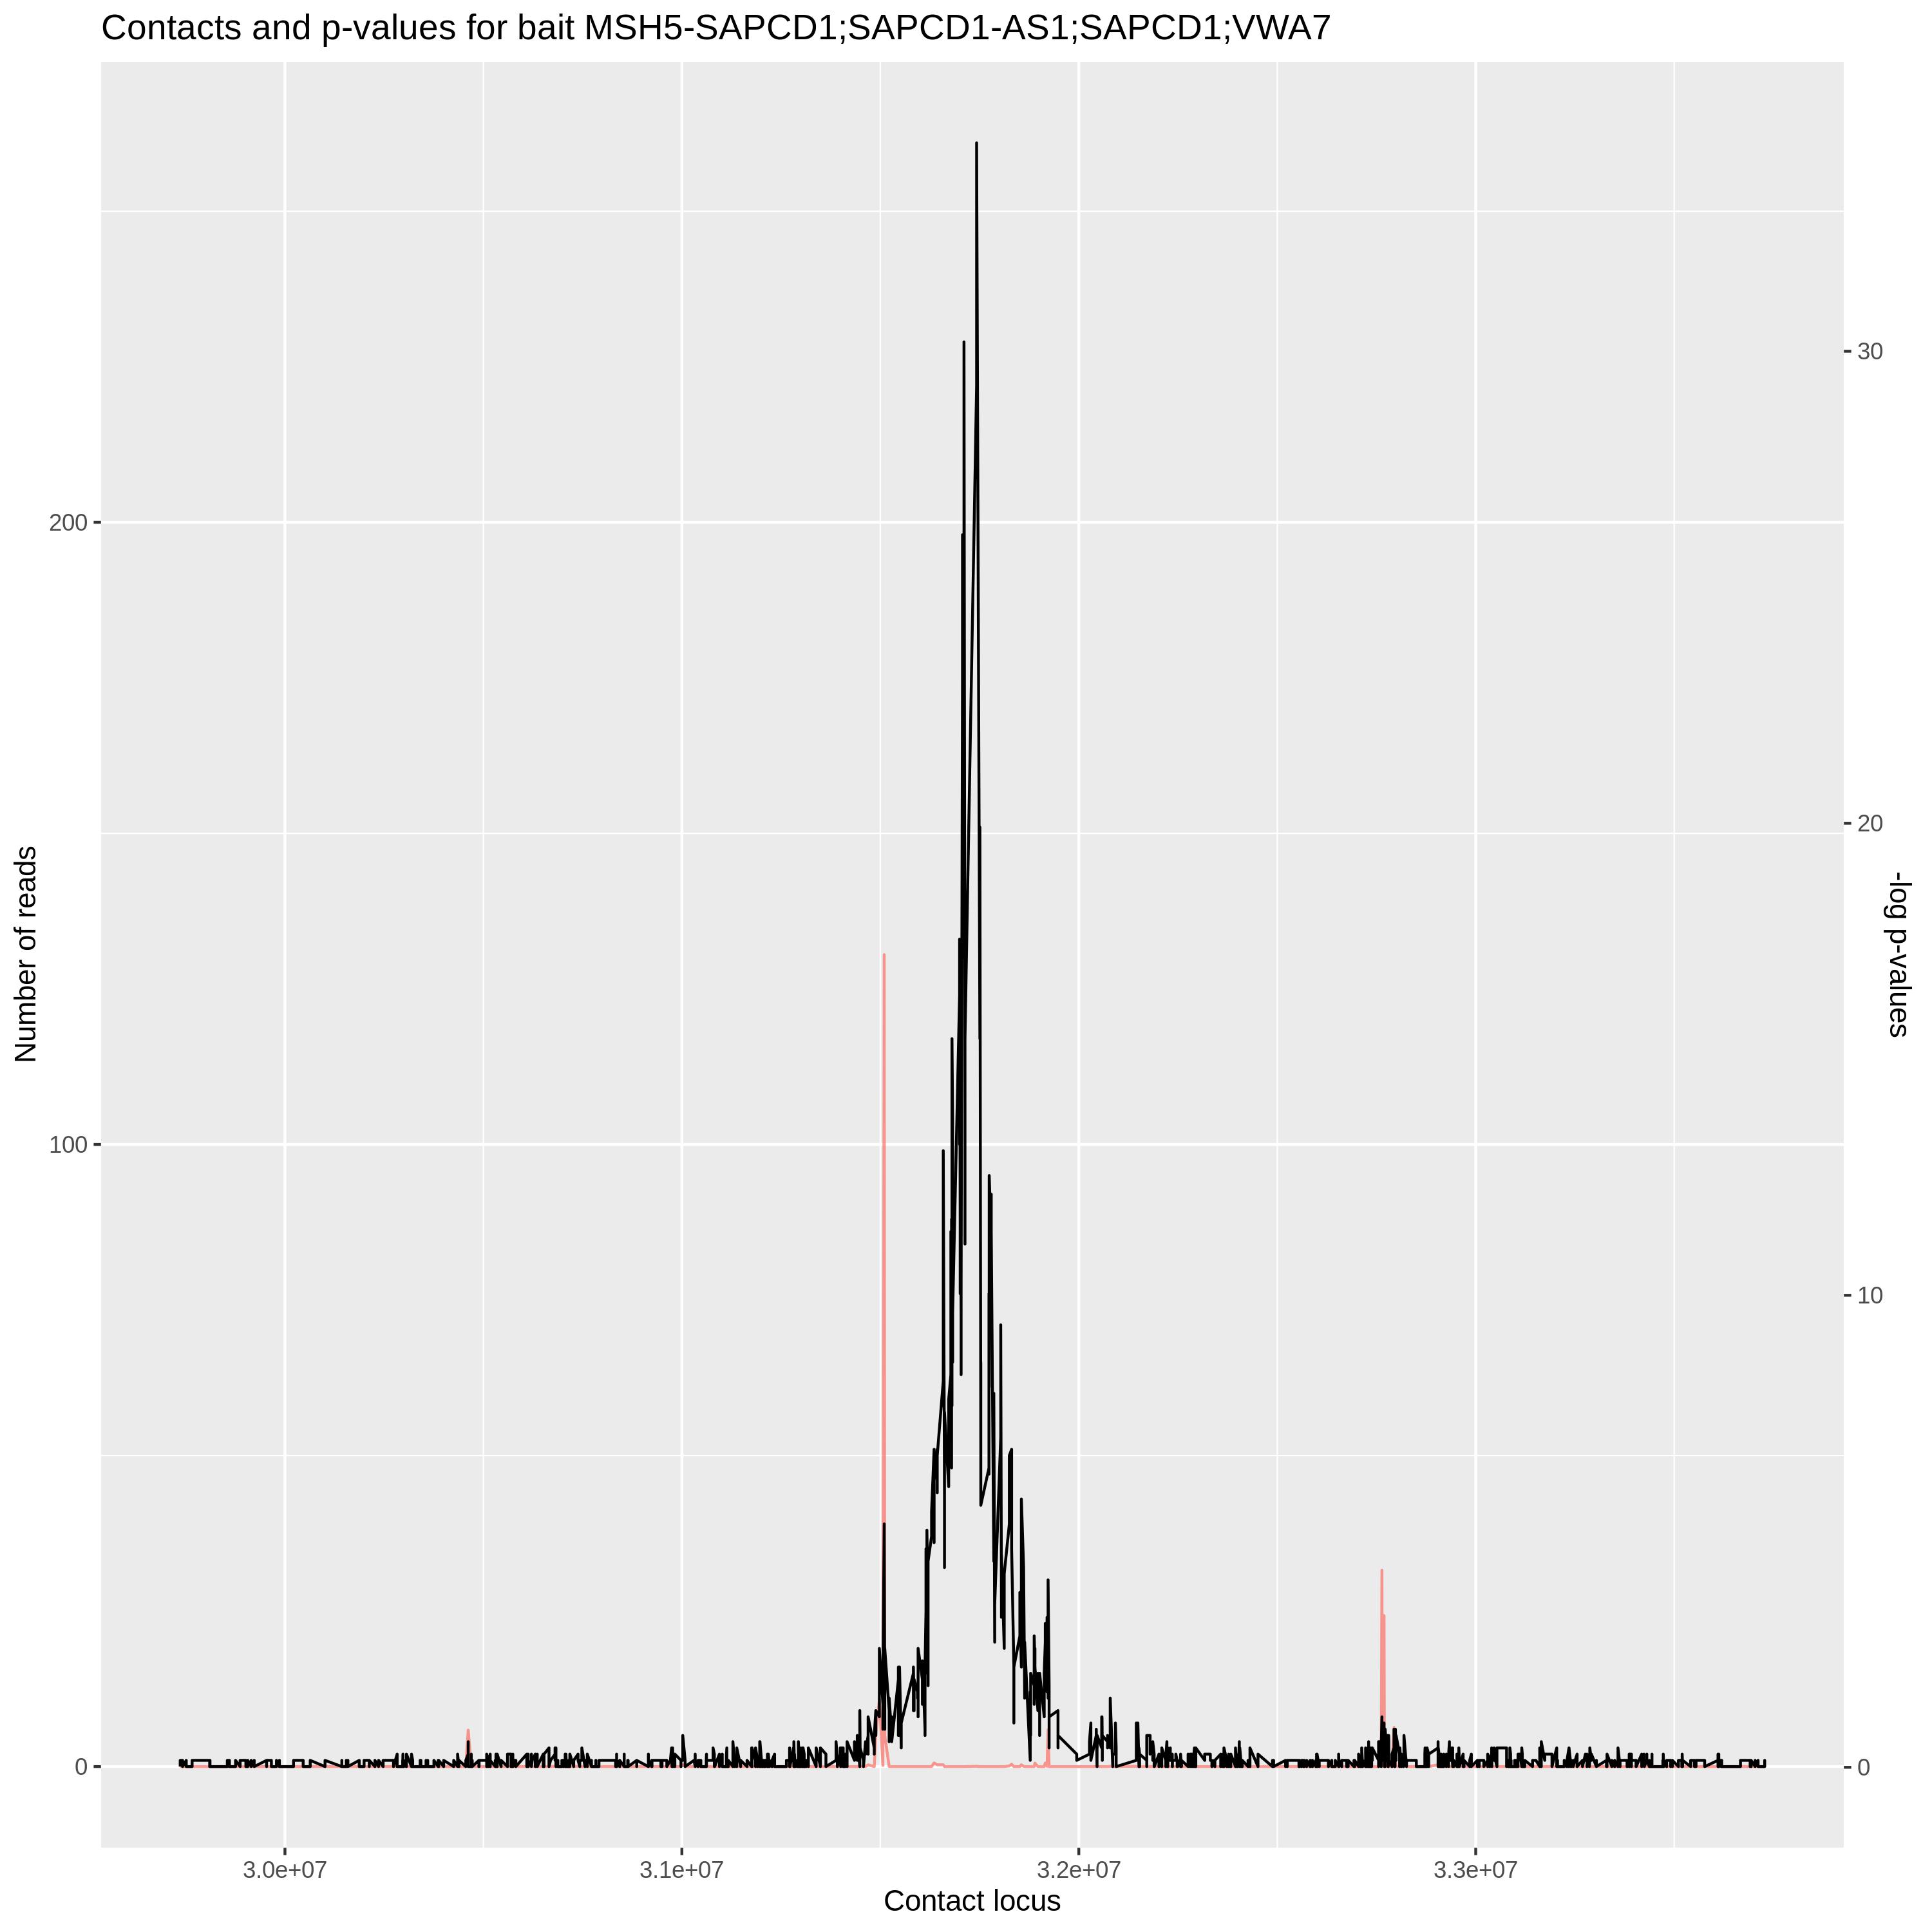 Contacts and p-values for bait MSH5-SAPCD1;SAPCD1-AS1;SAPCD1;VWA7
Number of reads
200
100
0
30
20
10
0
-log p-values
3.0e+07
3.1e+07
3.2e+07
3.3e+07
Contact locus